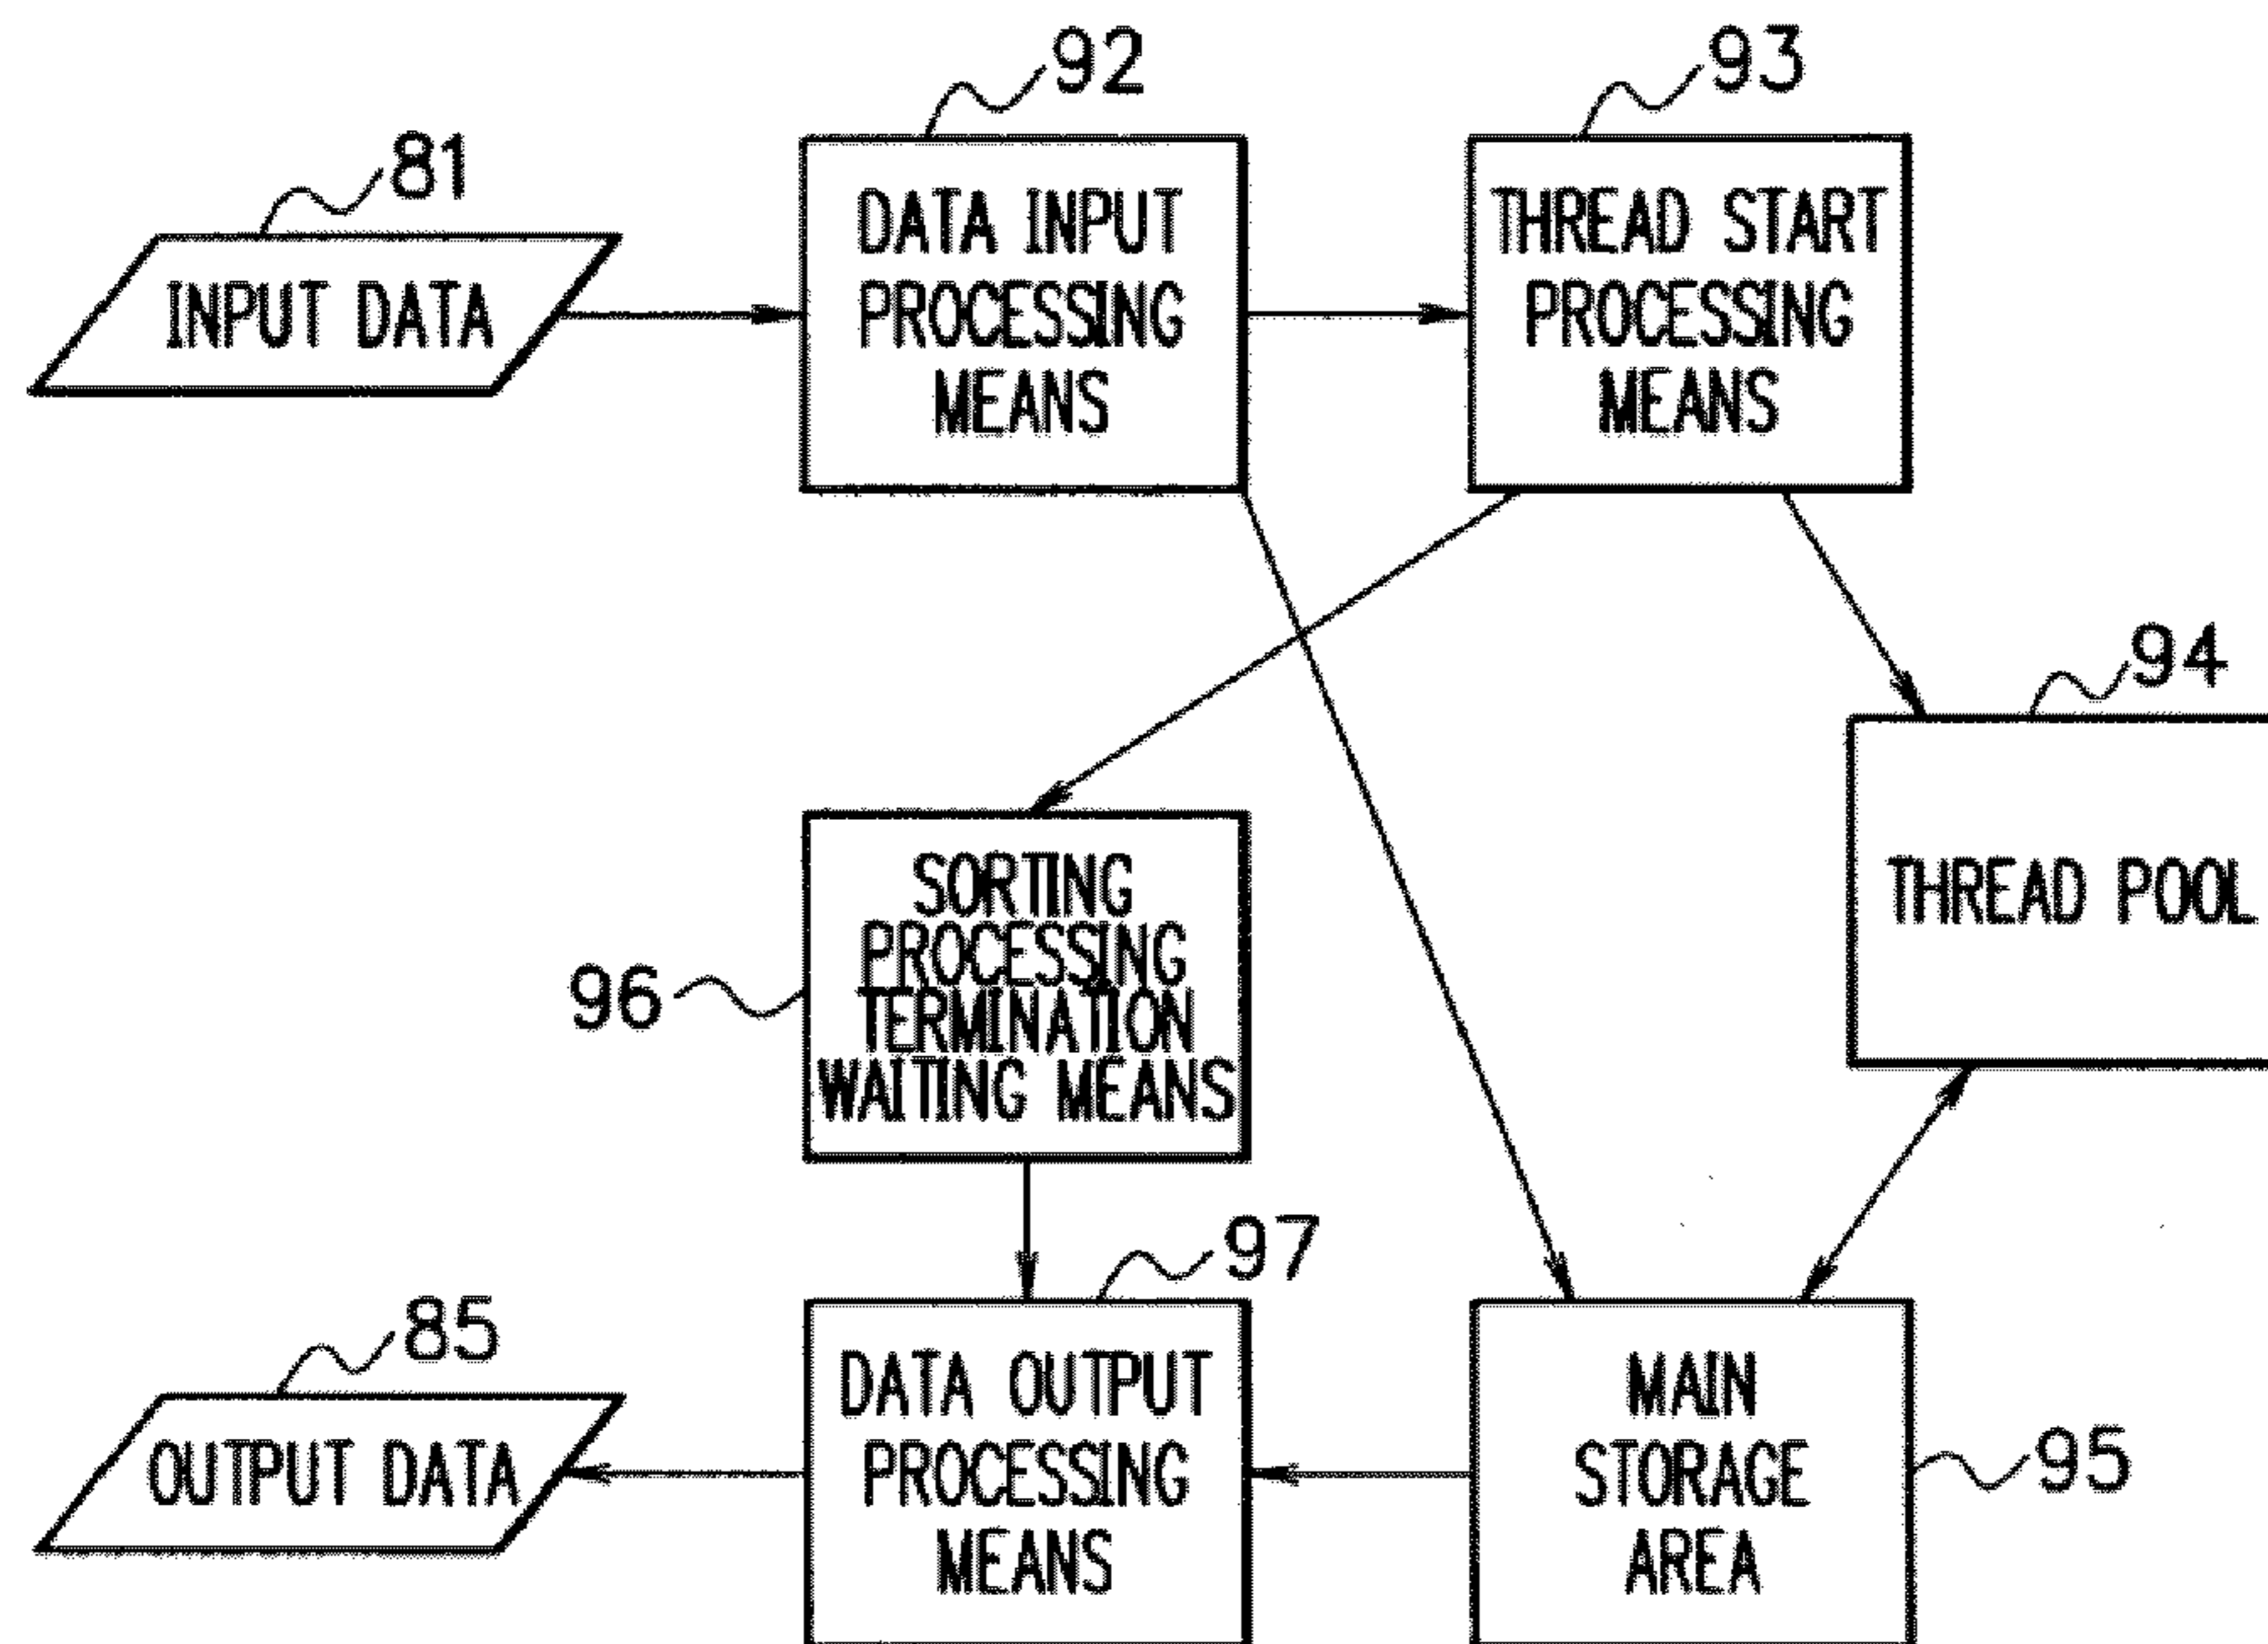 92
93
81
INPUT DATA
DATA INPUT
PROCESSING
MEANS
THREAD START
PROCESSING
MEANS
94
THREAD POOL
96
SORTING
PROCESSING
TERMINATION
WAITING MEANS
97
85
OUTPUT DATA
DATA OUTPUT
PROCESSING
MEANS
MAIN
STORAGE
AREA
95